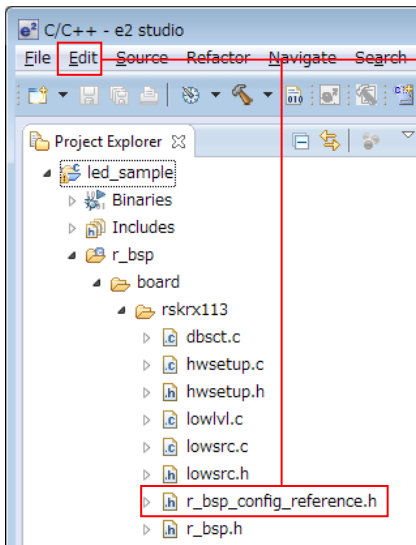 C/C++ - e2 studio
File Edit Source Refactor Navigate Search
Project Explorer
led_sample
Binaries
Includes
r_bsp
board
rskrx113
dbsct.c
hwsetup.c
hwsetup.h
lowlvl.c
lowsrc.c
lowsrc.h
r_bsp_config_reference.h
r_bsp.h